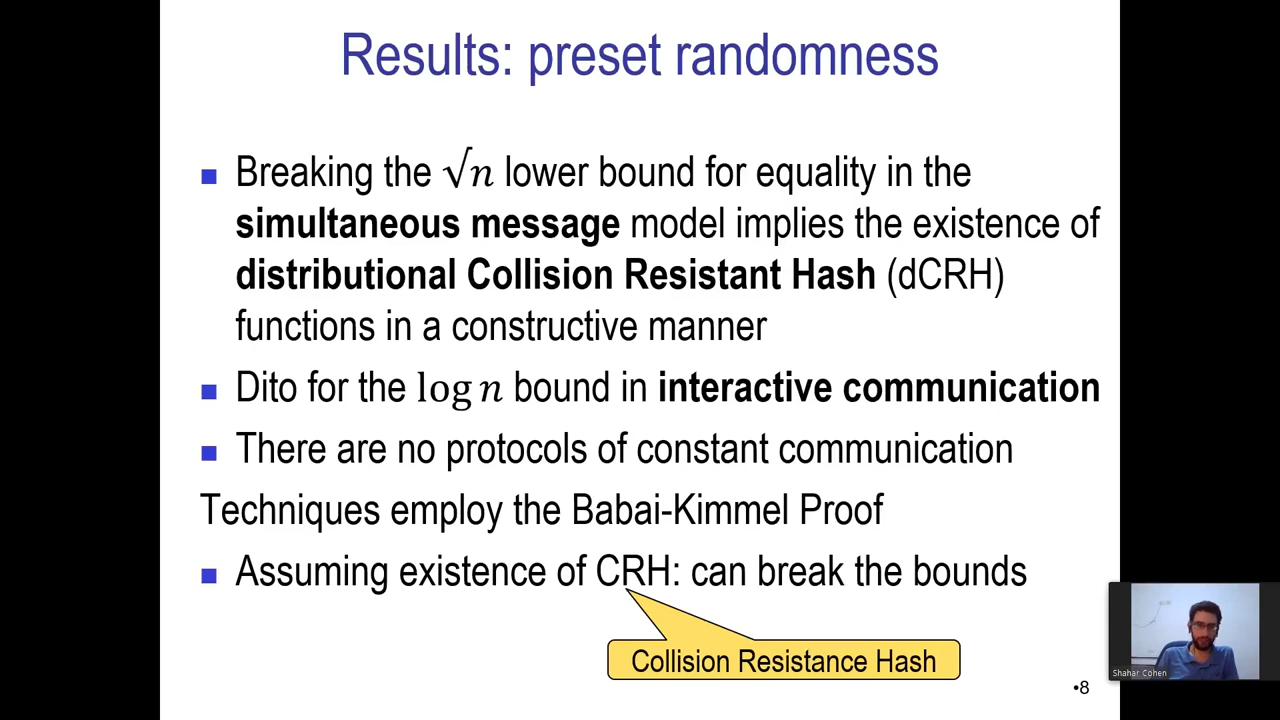 Results: preset randomness
■ Breaking the √n lower bound for equality in the
simultaneous message model implies the existence of
distributional Collision Resistant Hash (dCRH)
functions in a constructive manner
■ Dito for the log n bound in interactive communication
■ There are no protocols of constant communication
Techniques employ the Babai-Kimmel Proof
■ Assuming existence of CRH: can break the bounds
Collision Resistance Hash
Shahar Cohen
•8